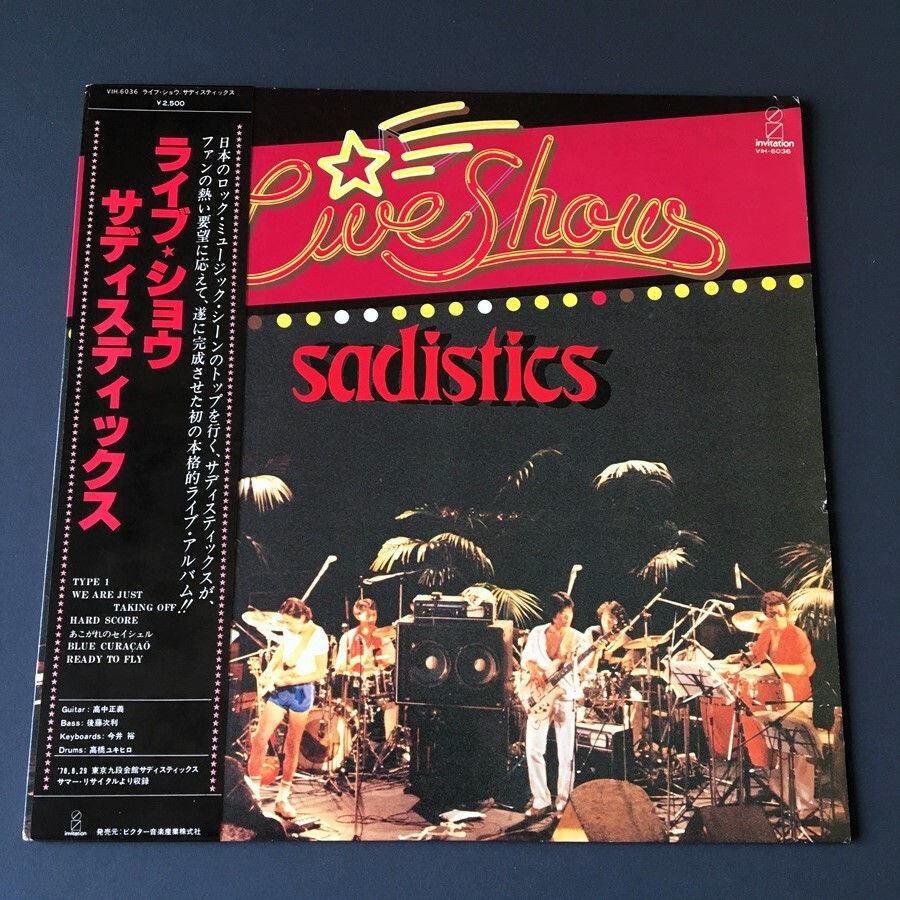 VIH-6036 ライブ・ショウ/サディスティックス
¥2,500
ライブ★ショウ
サディスティックス
日本のロック・ミュージック・シーンのトップを行く、サディスティックスが、
ファンの熱い要望に応えて、遂に完成させた初の本格的ライブ・アルバム!!
TYPE 1
WE ARE JUST
TAKING OFF
HARD SCORE
あこがれのセイシェル
BLUE CURAÇAÕ
READY TO FLY
Guitar : 高中正義
Bass : 後藤次利
Keyboards : 今井 裕
Drums : 高橋ユキヒロ
'78.8.29 東京九段会館サディスティックス
サマー・リサイタルより収録
invitation
発売元:ビクター音楽産業株式会社
Live Show
invitation
VIH-6036
sadistics